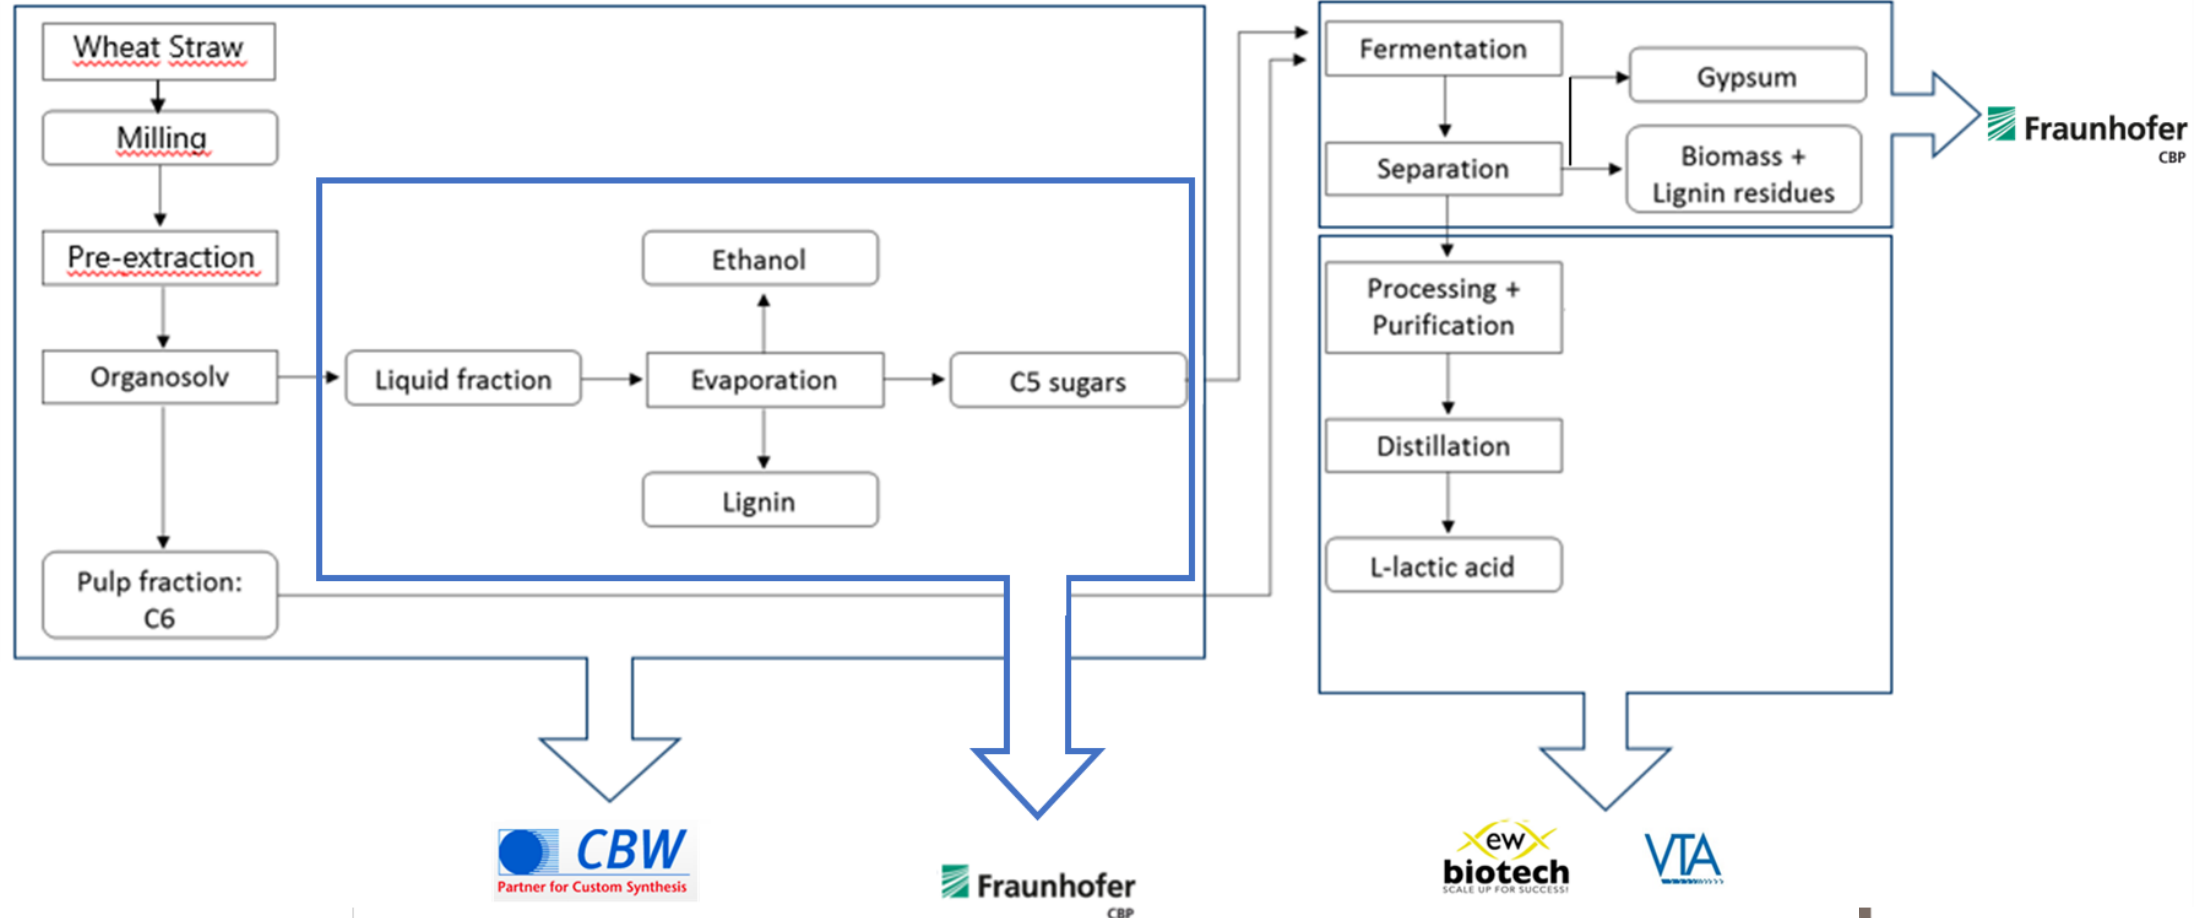 Wheat Straw
Milling
Pre-extraction
Organosolv
Pulp fraction:
C6
Liquid fraction
Ethanol
Evaporation
Lignin
C5 sugars
Fermentation
Separation
Gypsum
Biomass +
Lignin residues
Processing +
Purification
Distillation
L-lactic acid
Fraunhofer
CBP
CBW
Partner for Custom Synthesis
Fraunhofer
CBP
ew
biotech
SCALE UP FOR SUCCESS!
VTA